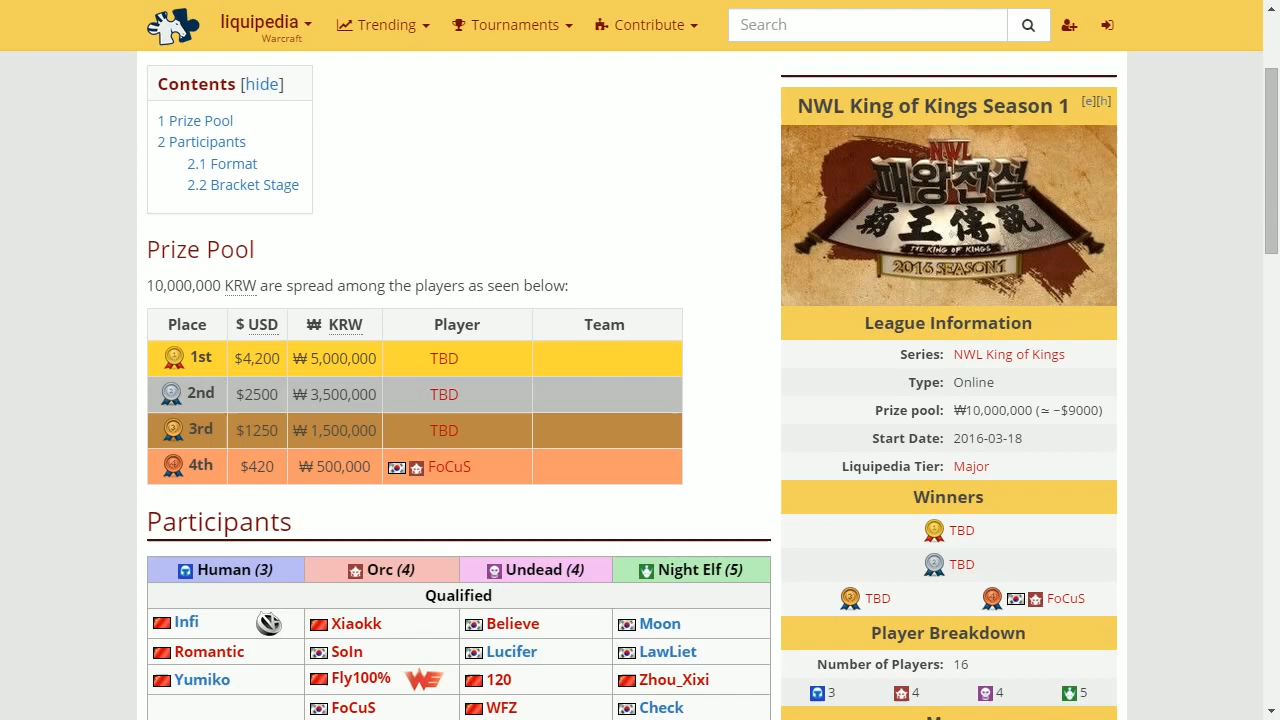 liquipedia
Warcraft
Trending
Tournaments
Contribute
Search
Contents [hide]
1 Prize Pool
2 Participants
2.1 Format
2.2 Bracket Stage
Prize Pool
10,000,000 KRW are spread among the players as seen below:
Place $ USD ₩ KRW Player Team
1st $4,200 ₩ 5,000,000 TBD
2nd $2500 ₩ 3,500,000 TBD
3rd $1250 ₩ 1,500,000 TBD
4th $420 ₩ 500,000 FoCuS
Participants
Human (3) Orc (4) Undead (4) Night Elf (5)
Qualified
Infi Xiaokk Believe Moon
Romantic SoIn Lucifer LawLiet
Yumiko Fly100% WE 120 Zhou_Xixi
FoCuS WFZ Check
NWL King of Kings Season 1 [e][h]
NWL
패왕전설
霸王傳說
THE KING OF KINGS
2016 SEASON1
League Information
Series: NWL King of Kings
Type: Online
Prize pool: ₩10,000,000 (≃ ~$9000)
Start Date: 2016-03-18
Liquipedia Tier: Major
Winners
TBD
TBD
TBD FoCuS
Player Breakdown
Number of Players: 16
3 4 4 5